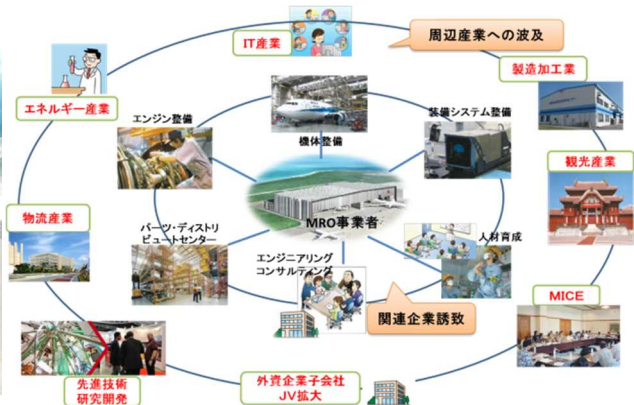 IT産業
周辺産業への波及
製造加工業
エネルギー産業
エンジン整備
機体整備
装備システム整備
観光産業
物流産業
MRO事業者
パーツ・ディストリ
ビュートセンター
エンジニアリング
コンサルティング
人材育成
MICE
関連企業誘致
先進技術
研究開発
外資企業子会社
JV拡大